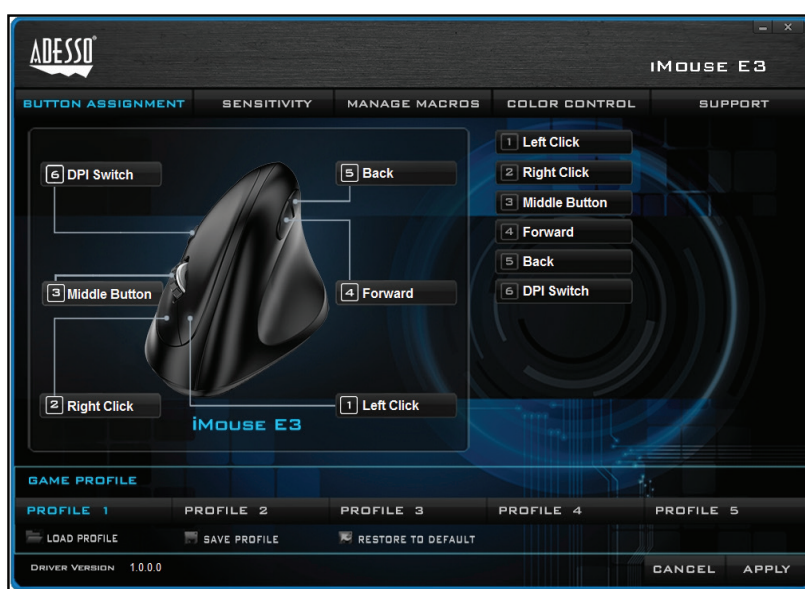 ADESSO®
iMouse E3
BUTTON ASSIGNMENT SENSITIVITY MANAGE MACROS COLOR CONTROL SUPPORT
6 DPI Switch
5 Back
3 Middle Button
4 Forward
2 Right Click
1 Left Click
iMouse E3
1 Left Click
2 Right Click
3 Middle Button
4 Forward
5 Back
6 DPI Switch
GAME PROFILE
PROFILE 1 PROFILE 2 PROFILE 3 PROFILE 4 PROFILE 5
LOAD PROFILE SAVE PROFILE RESTORE TO DEFAULT
DRIVER VERSION 1.0.0.0
CANCEL APPLY